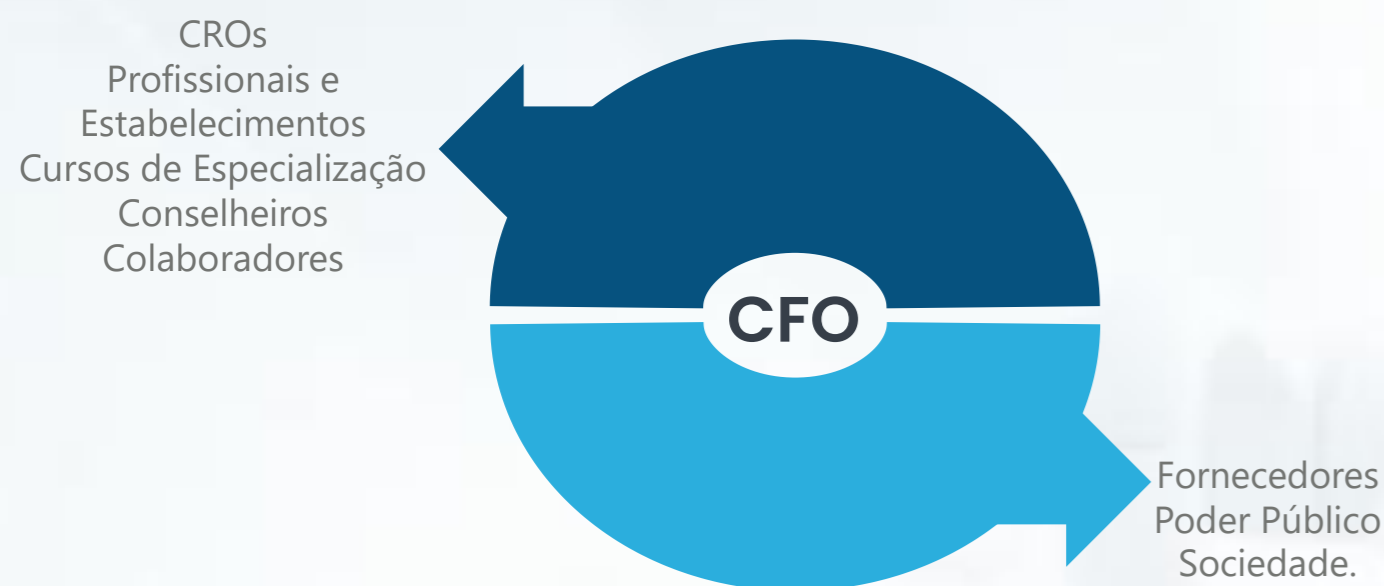 CROs
Profissionais e
Estabelecimentos
Cursos de Especialização
Conselheiros
Colaboradores
CFO
Fornecedores
Poder Público
Sociedade.